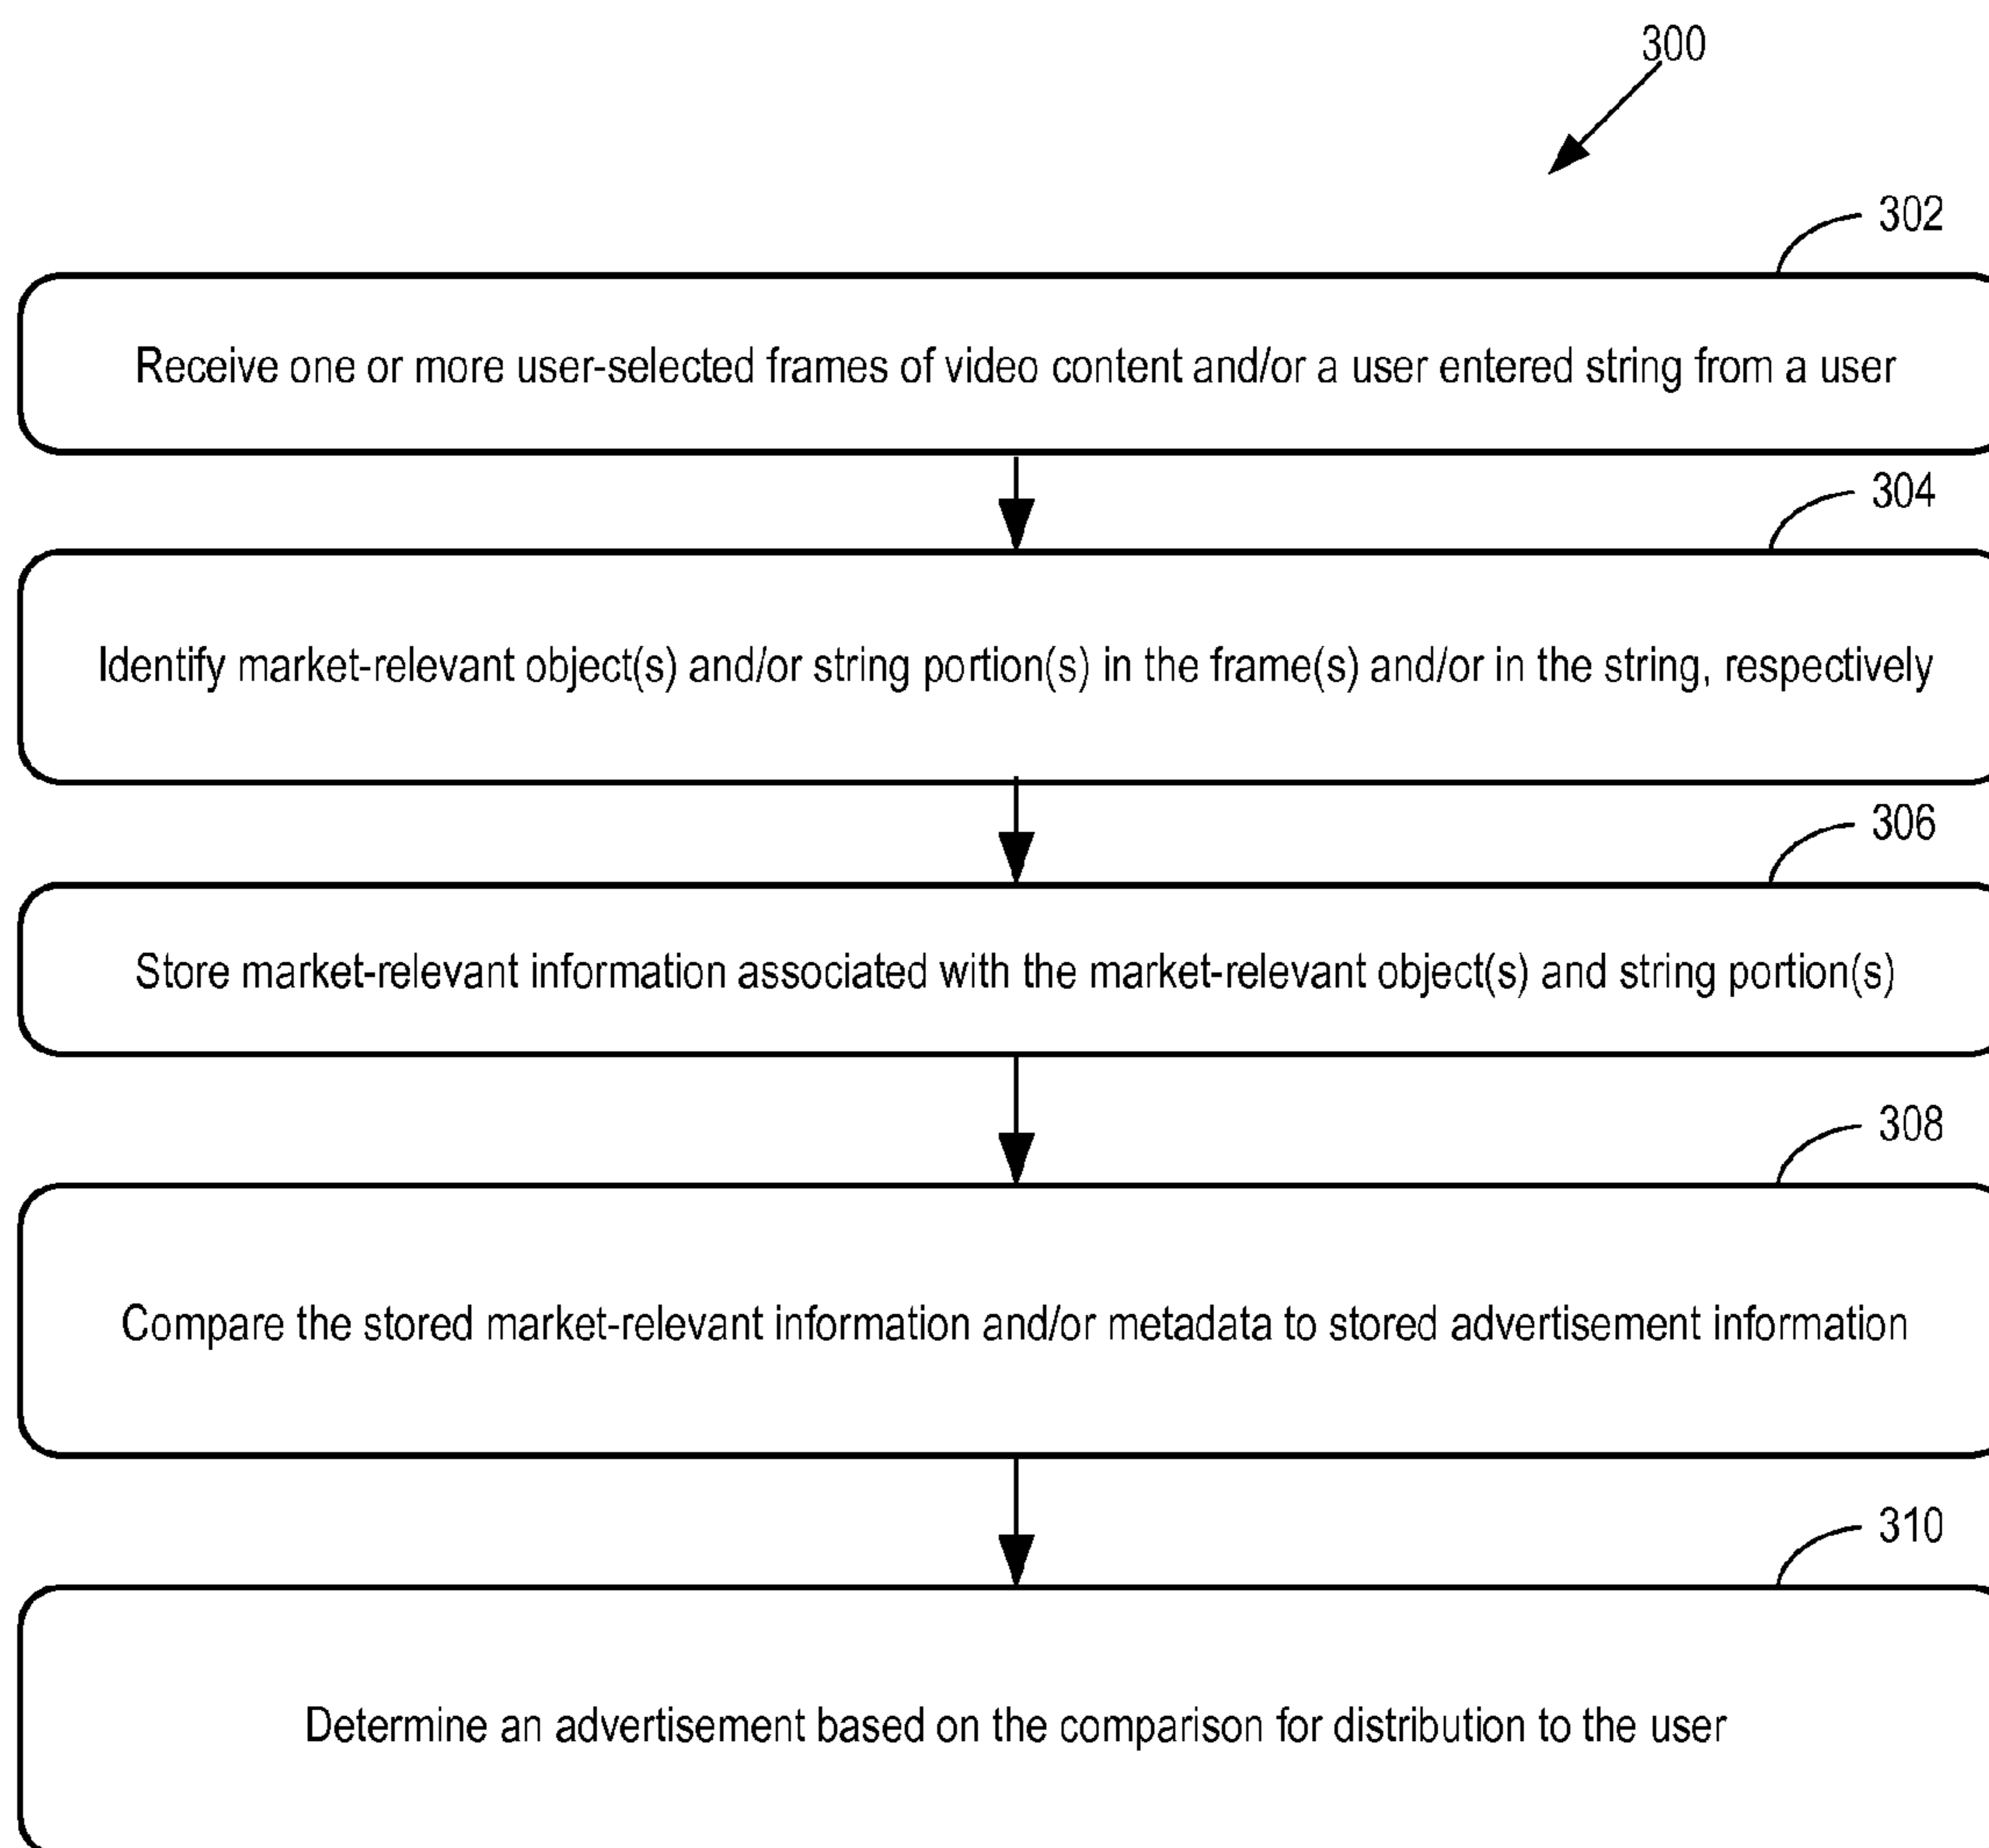 300
302
Receive one or more user-selected frames of video content and/or a user entered string from a user
304
Identify market-relevant object(s) and/or string portion(s) in the frame(s) and/or in the string, respectively
306
Store market-relevant information associated with the market-relevant object(s) and string portion(s)
308
Compare the stored market-relevant information and/or metadata to stored advertisement information
310
Determine an advertisement based on the comparison for distribution to the user